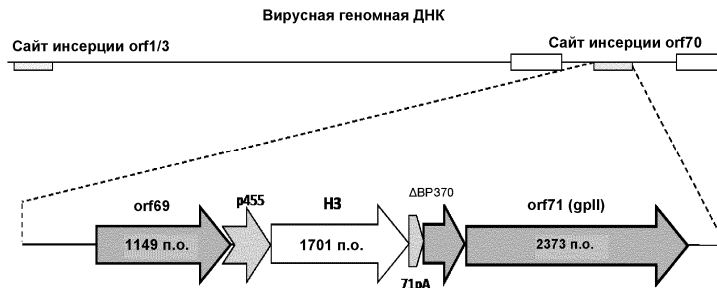 Вирусная геномная ДНК
Сайт инсерции orf1/3
Сайт инсерции orf70
orf69
p455
H3
ΔBP370
orf71 (gpII)
1149 п.о.
1701 п.о.
2373 п.о.
71pA